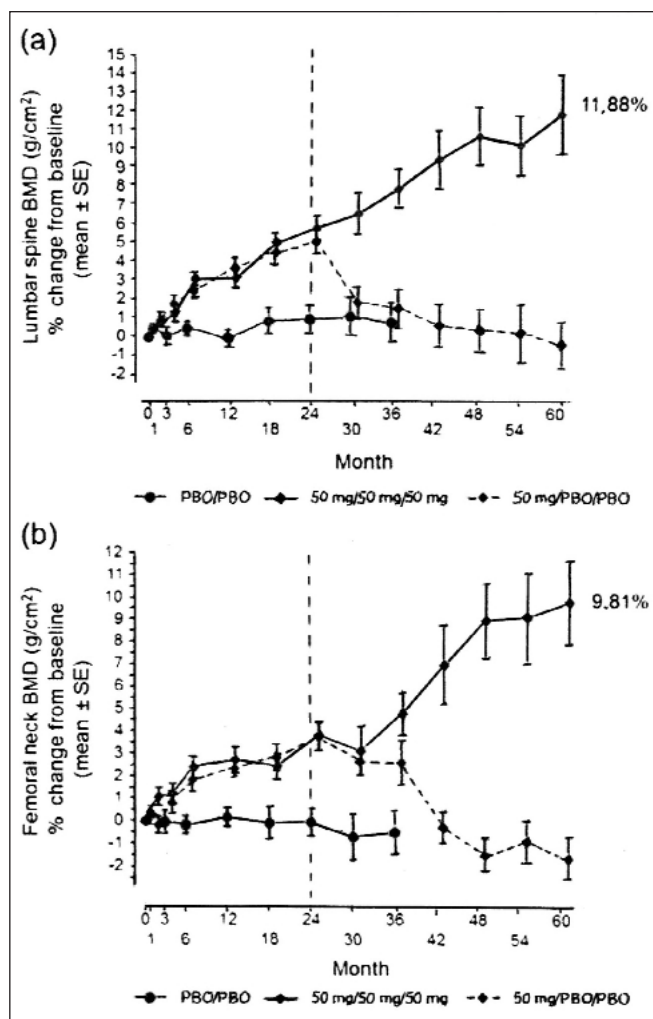 (a)
Lumbar spine BMD (g/cm²)
% change from baseline
(mean ± SE)
15
14
13
12
11
10
9
8
7
6
5
4
3
2
1
0
-1
-2
11,88%
0 3 12 24 36 48 60
1 6 18 30 42 54
Month
PBO/PBO 50 mg/50 mg/50 mg 50 mg/PBO/PBO
(b)
Femoral neck BMD (g/cm²)
% change from baseline
(mean ± SE)
12
11
10
9
8
7
6
5
4
3
2
1
0
-1
-2
9.81%
0 3 12 24 36 48 60
1 6 18 30 42 54
Month
PBO/PBO 50 mg/50 mg/50 mg 50 mg/PBO/PBO